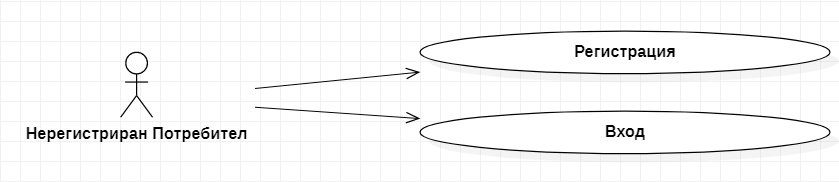 Регистрация
Нерегистриран Потребител
Вход